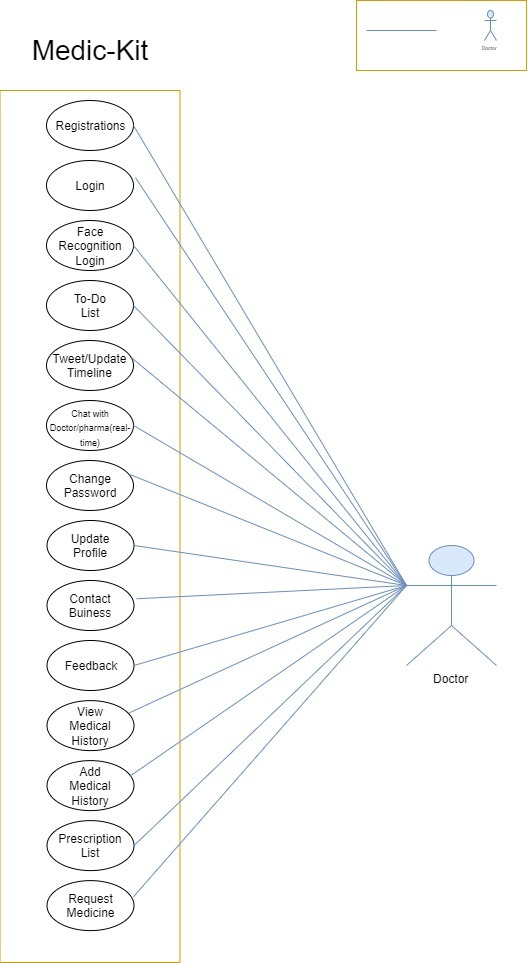 Doctor
Medic-Kit
Registrations
Login
Face
Recognition
Login
To-Do
List
Tweet/Update
Timeline
Chat with
Doctor/pharma(real-
time)
Change
Password
Update
Profile
Contact
Buiness
Feedback
View
Medical
History
Add
Medical
History
Prescription
List
Request
Medicine
Doctor